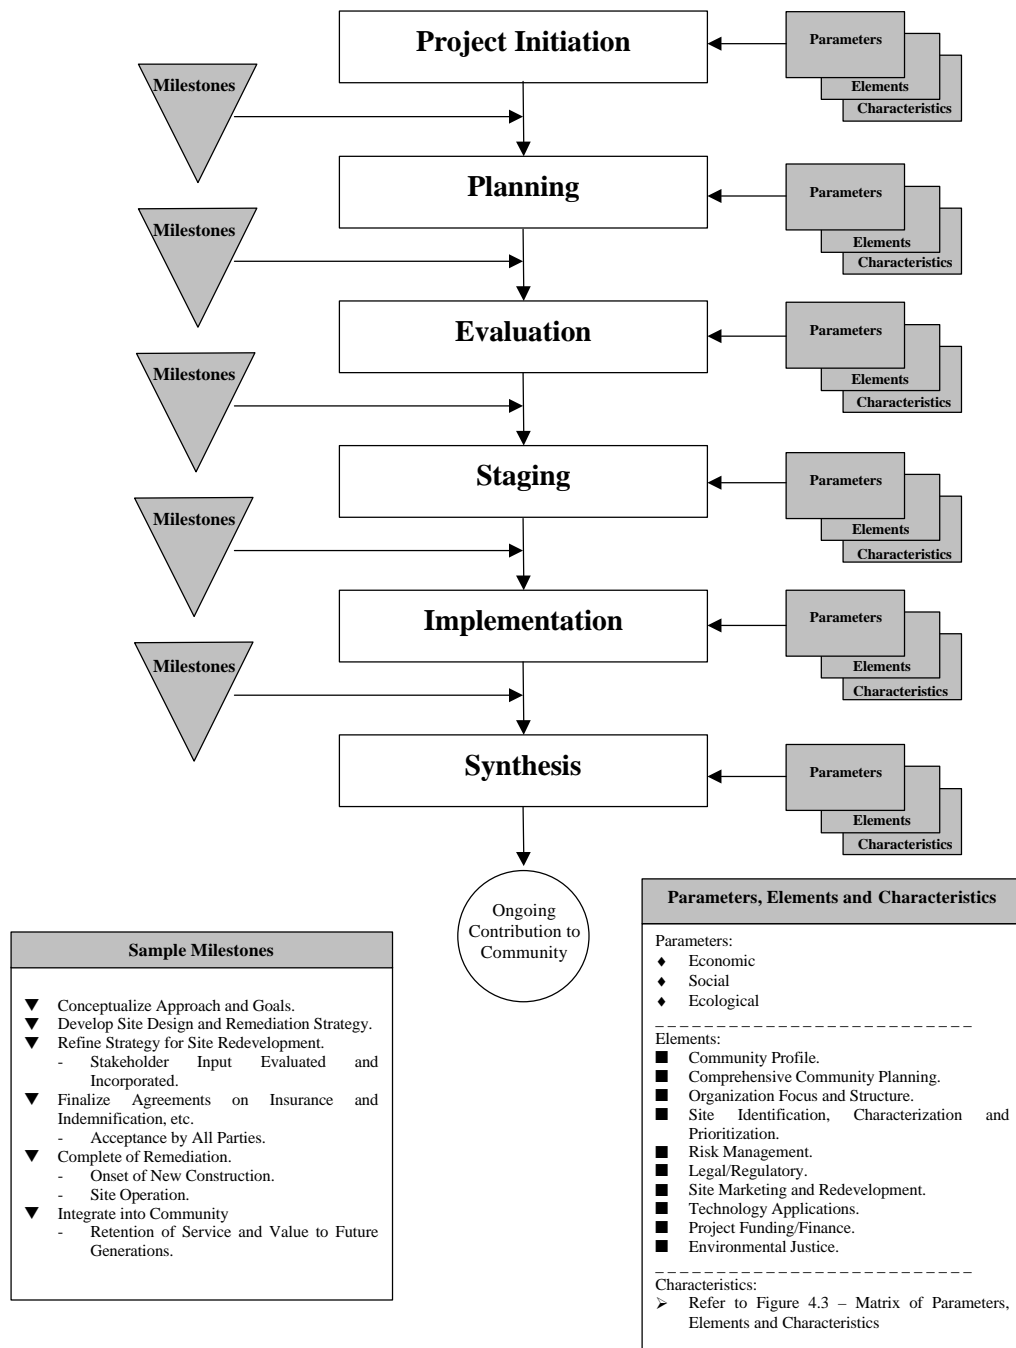 Project Initiation
Parameters
Elements
Characteristics
Milestones
Planning
Parameters
Elements
Characteristics
Milestones
Evaluation
Parameters
Elements
Characteristics
Milestones
Staging
Parameters
Elements
Characteristics
Milestones
Implementation
Parameters
Elements
Characteristics
Milestones
Synthesis
Parameters
Elements
Characteristics
Ongoing
Contribution to
Community
Sample Milestones
▼ Conceptualize Approach and Goals.
▼ Develop Site Design and Remediation Strategy.
▼ Refine Strategy for Site Redevelopment.
- Stakeholder Input Evaluated and
Incorporated.
▼ Finalize Agreements on Insurance and
Indemnification, etc.
- Acceptance by All Parties.
▼ Complete of Remediation.
- Onset of New Construction.
- Site Operation.
▼ Integrate into Community
- Retention of Service and Value to Future
Generations.
Parameters, Elements and Characteristics
Parameters:
♦ Economic
♦ Social
♦ Ecological
Elements:
■ Community Profile.
■ Comprehensive Community Planning.
■ Organization Focus and Structure.
■ Site Identification, Characterization and
Prioritization.
■ Risk Management.
■ Legal/Regulatory.
■ Site Marketing and Redevelopment.
■ Technology Applications.
■ Project Funding/Finance.
■ Environmental Justice.
Characteristics:
➢ Refer to Figure 4.3 – Matrix of Parameters,
Elements and Characteristics